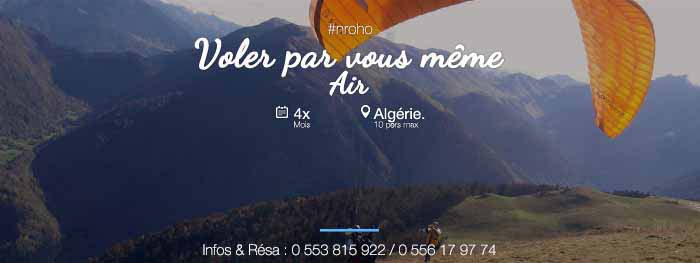 #nroho
Voler par vous même
Air
4x
Mois
Algérie.
10 pers max
Infos & Résa : 0 553 815 922 / 0 556 17 97 74